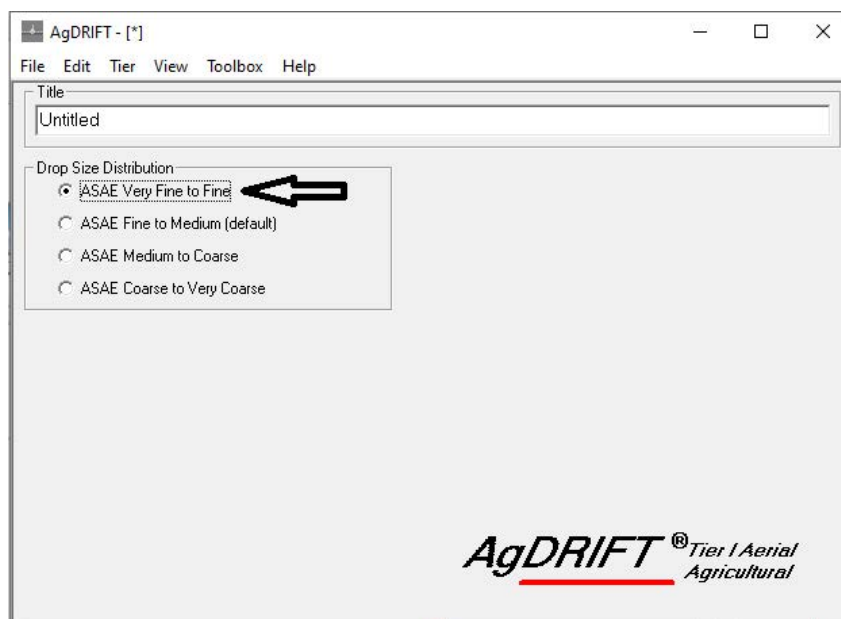 AgDRIFT - [*]
File Edit Tier View Toolbox Help
Title
Untitled
Drop Size Distribution
ASAE Very Fine to Fine
ASAE Fine to Medium (default)
ASAE Medium to Coarse
ASAE Coarse to Very Coarse
AgDRIFT ® Tier I Aerial
Agricultural